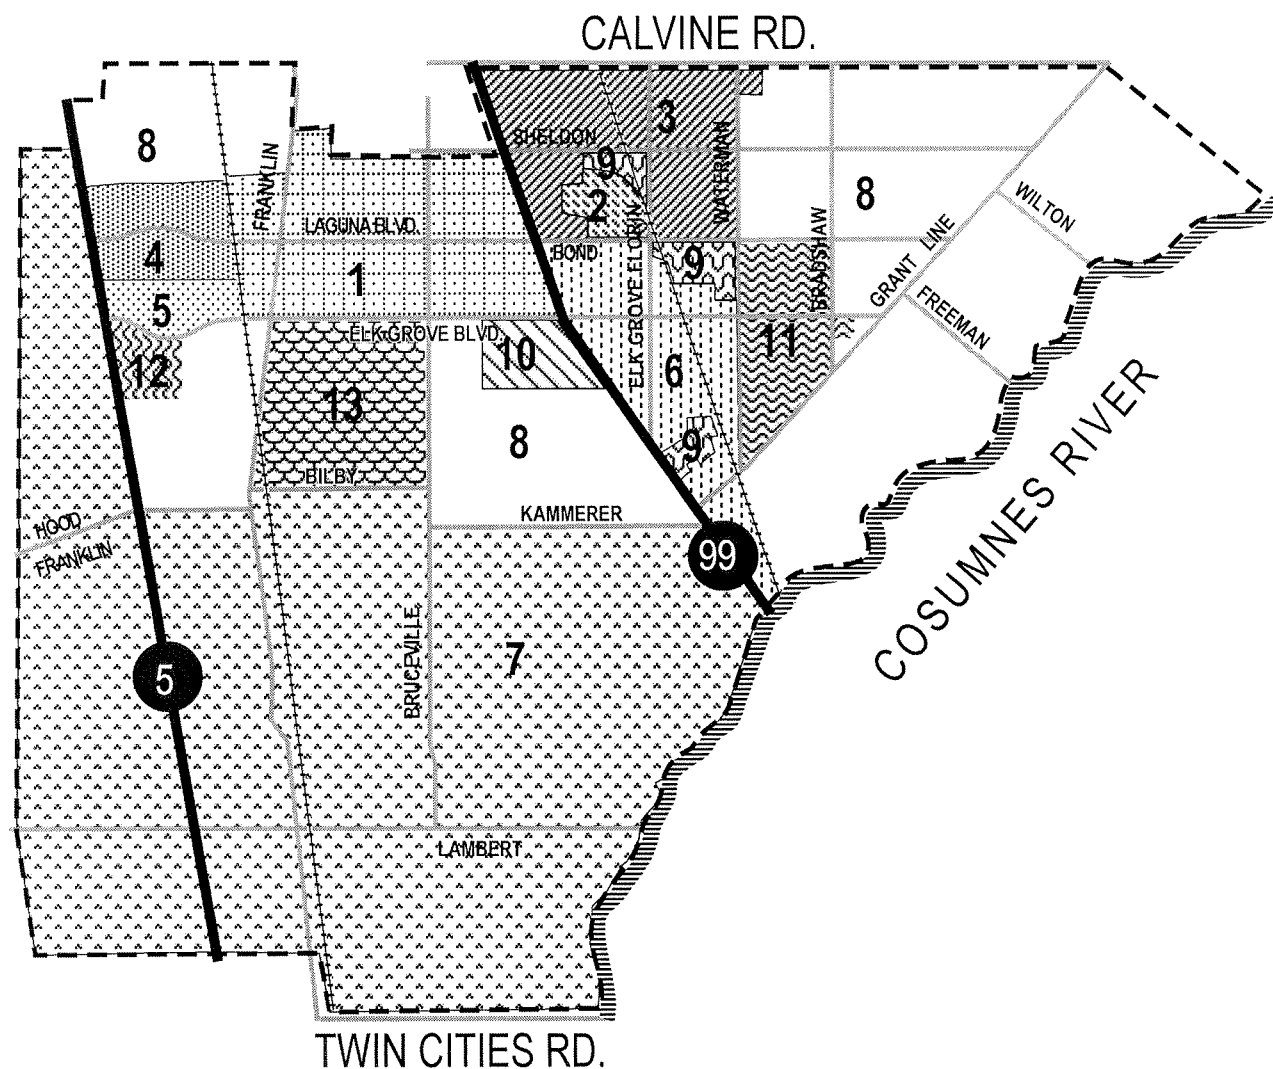 CALVINE RD.
3
SHELDON
8
9
WATERMAN
FRANKLIN
2
8
WILTON
LAGUNA BLVD.
ELK GROVE FLORIN
4
BOND
BRADSHAW
GRANT LINE
1
9
5
FREEMAN
ELK GROVE BLVD.
10
11
12
6
13
8
9
BILBY
COSUMNES RIVER
KAMMERER
HOOD
FRANKLIN
99
BRUCEVILLE
7
5
LAMBERT
TWIN CITIES RD.